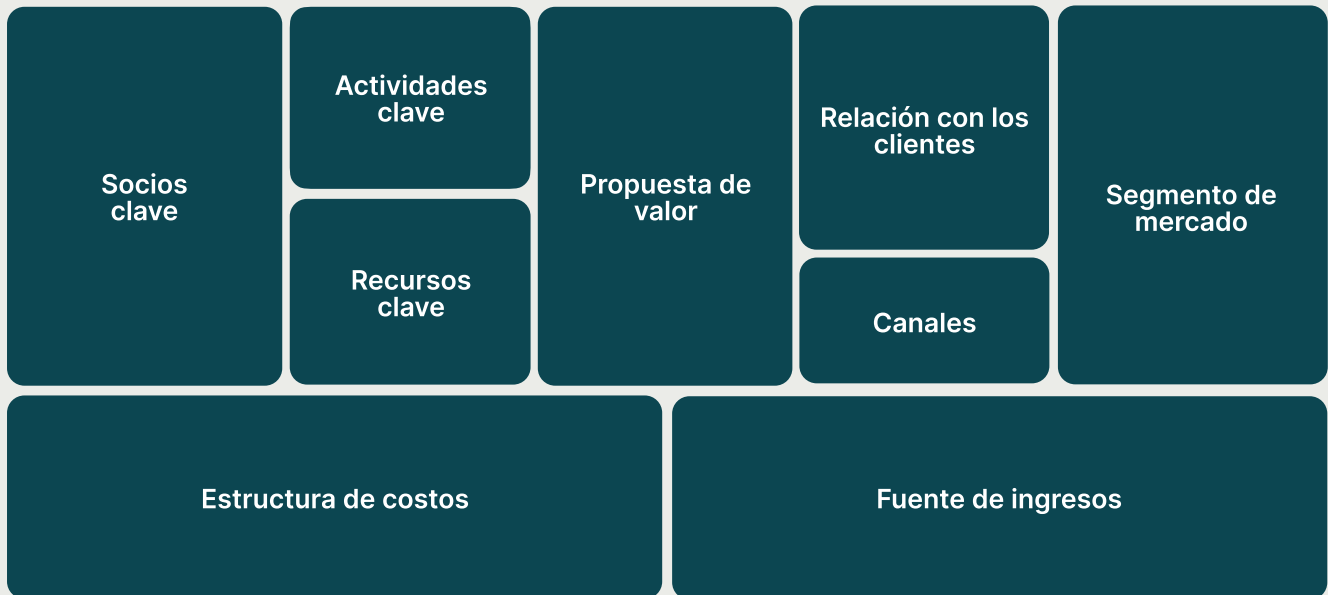 Socios
clave
Actividades
clave
Recursos
clave
Propuesta de
valor
Relación con los
clientes
Canales
Segmento de
mercado
Estructura de costos
Fuente de ingresos